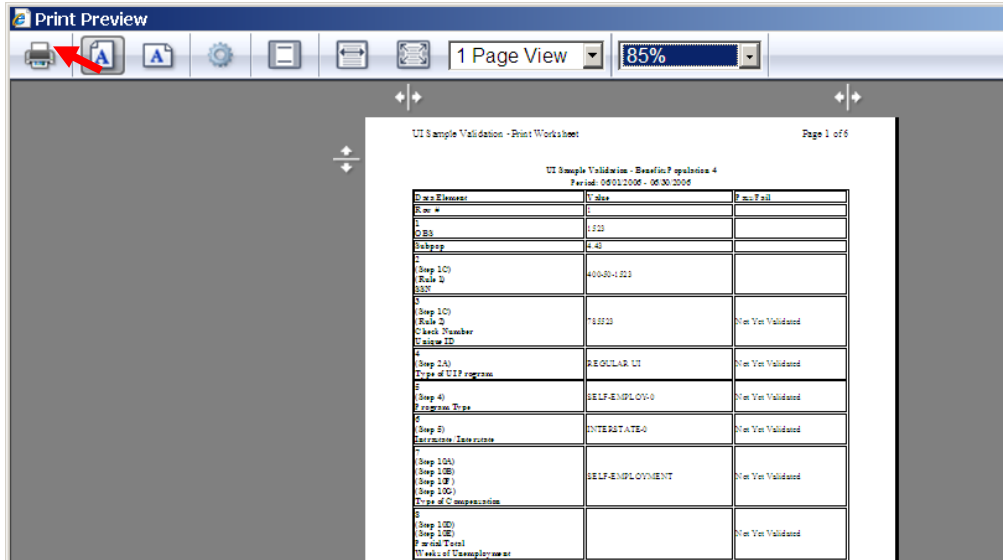 Print Preview
1 Page View
85%
UI Sample Validation - Print Worksheet Page 1 of 6
UI Sample Validation - Benefits Population 4
Period: 06/01/2006 - 06/30/2006
Data Element Value Pass/Fail
Row # 1
1
OBS
1523
Subpop 4.43
2
(Step 1C)
(Rule 1)
SSN
400-50-1523
3
(Step 1C)
(Rule 2)
Check Number
Unique ID
785523
Not Yet Validated
4
(Step 2A)
Type of UI Program
REGULAR UI
Not Yet Validated
5
(Step 4)
Program Type
SELF-EMPLOY-0
Not Yet Validated
6
(Step 5)
Intrastate/Interstate
INTERSTATE-0
Not Yet Validated
7
(Step 10A)
(Step 10B)
(Step 10F)
(Step 10G)
Type of Compensation
SELF-EMPLOYMENT
Not Yet Validated
8
(Step 10D)
(Step 10E)
Partial/Total
Weeks of Unemployment
Not Yet Validated